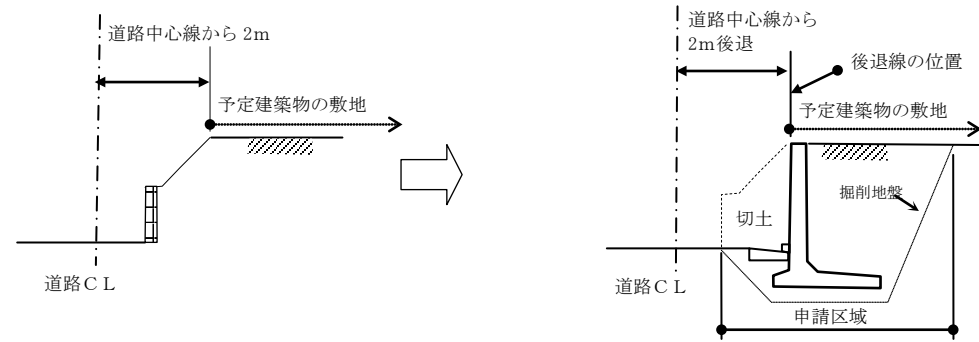 道路中心線から 2m
予定建築物の敷地
道路ＣＬ
道路中心線から
2m後退
後退線の位置
予定建築物の敷地
掘削地盤
切土
道路ＣＬ
申請区域